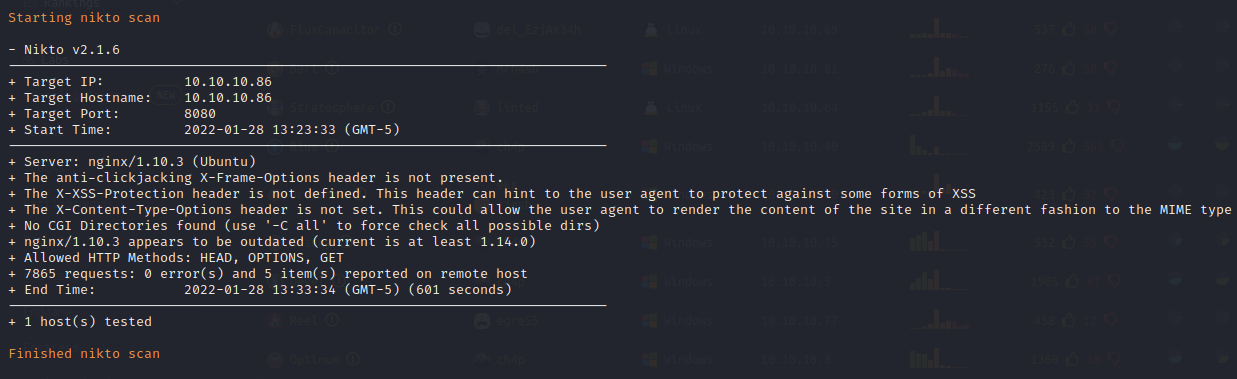 Starting nikto scan
- Nikto v2.1.6
+ Target IP: 10.10.10.86
+ Target Hostname: 10.10.10.86
+ Target Port: 8080
+ Start Time: 2022-01-28 13:23:33 (GMT-5)
+ Server: nginx/1.10.3 (Ubuntu)
+ The anti-clickjacking X-Frame-Options header is not present.
+ The X-XSS-Protection header is not defined. This header can hint to the user agent to protect against some forms of XSS
+ The X-Content-Type-Options header is not set. This could allow the user agent to render the content of the site in a different fashion to the MIME type
+ No CGI Directories found (use '-C all' to force check all possible dirs)
+ nginx/1.10.3 appears to be outdated (current is at least 1.14.0)
+ Allowed HTTP Methods: HEAD, OPTIONS, GET
+ 7865 requests: 0 error(s) and 5 item(s) reported on remote host
+ End Time: 2022-01-28 13:33:34 (GMT-5) (601 seconds)
+ 1 host(s) tested
Finished nikto scan